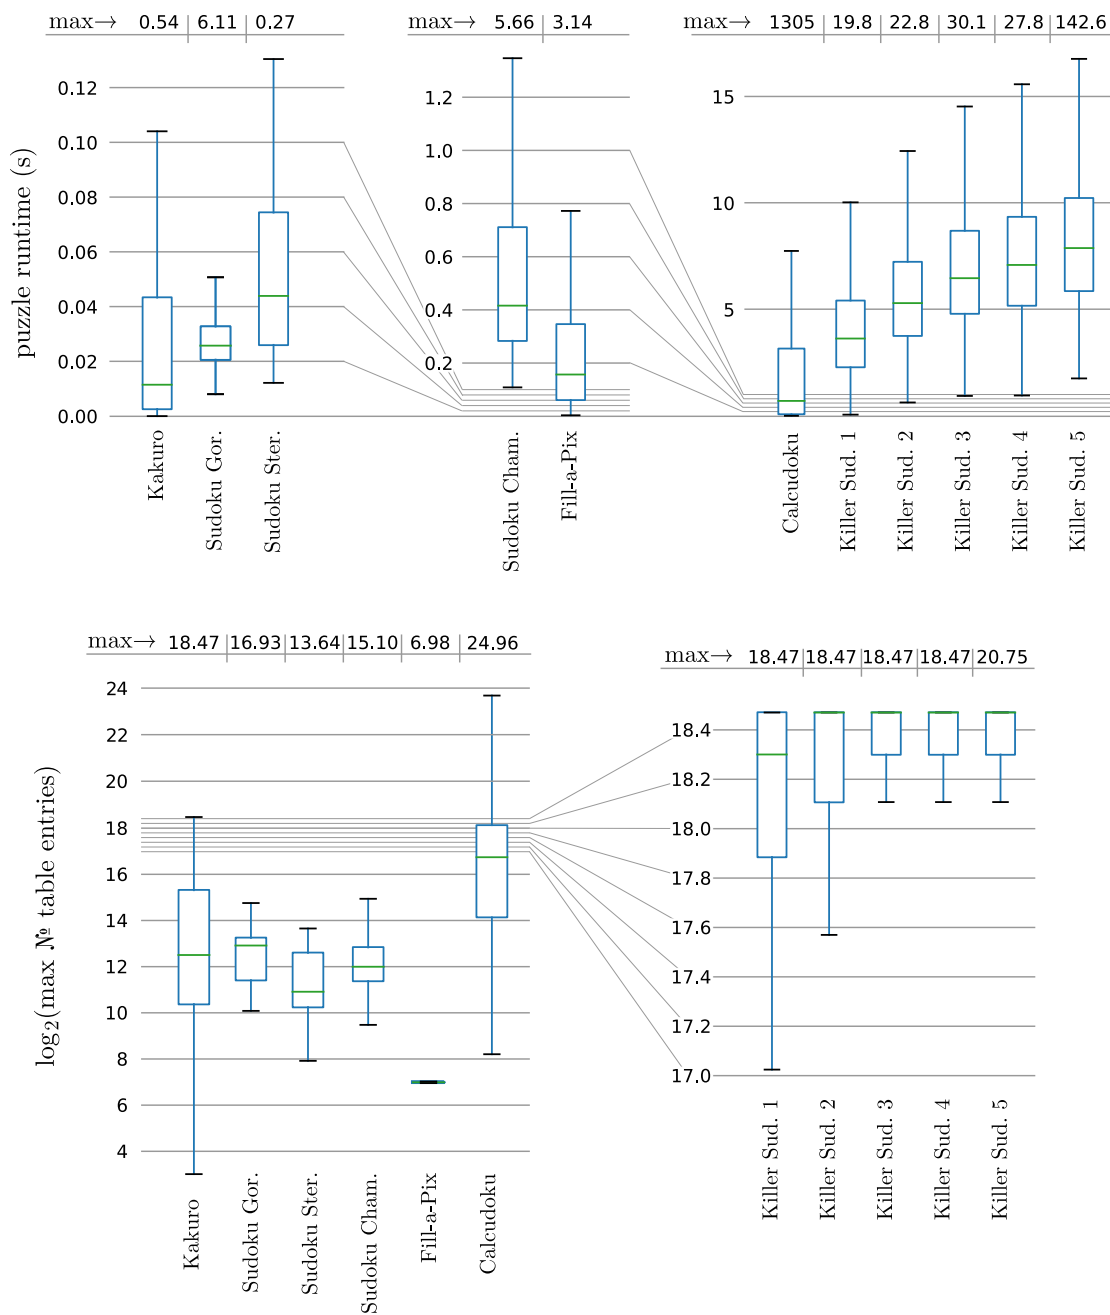 max→ 0.54 6.11 0.27
max→ 5.66 3.14
max→ 1305 19.8 22.8 30.1 27.8 142.6
puzzle runtime (s)
0.12
0.10
0.08
0.06
0.04
0.02
0.00
1.2
1.0
0.8
0.6
0.4
0.2
15
10
5
Kakuro
Sudoku Gor.
Sudoku Ster.
Sudoku Cham.
Fill-a-Pix
Calcudoku
Killer Sud. 1
Killer Sud. 2
Killer Sud. 3
Killer Sud. 4
Killer Sud. 5
max→ 18.47 16.93 13.64 15.10 6.98 24.96
max→ 18.47 18.47 18.47 18.47 20.75
log₂(max № table entries)
24
22
20
18
16
14
12
10
8
6
4
18.4
18.2
18.0
17.8
17.6
17.4
17.2
17.0
Kakuro
Sudoku Gor.
Sudoku Ster.
Sudoku Cham.
Fill-a-Pix
Calcudoku
Killer Sud. 1
Killer Sud. 2
Killer Sud. 3
Killer Sud. 4
Killer Sud. 5